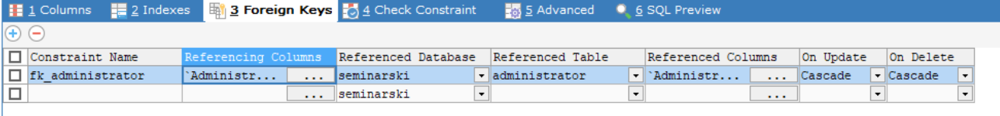 1 Columns 2 Indexes 3 Foreign Keys 4 Check Constraint 5 Advanced 6 SQL Preview
Constraint Name Referencing Columns Referenced Database Referenced Table Referenced Columns On Update On Delete
fk_administrator `Administr... ... seminarski administrator `Administr... ... Cascade Cascade
... seminarski ...